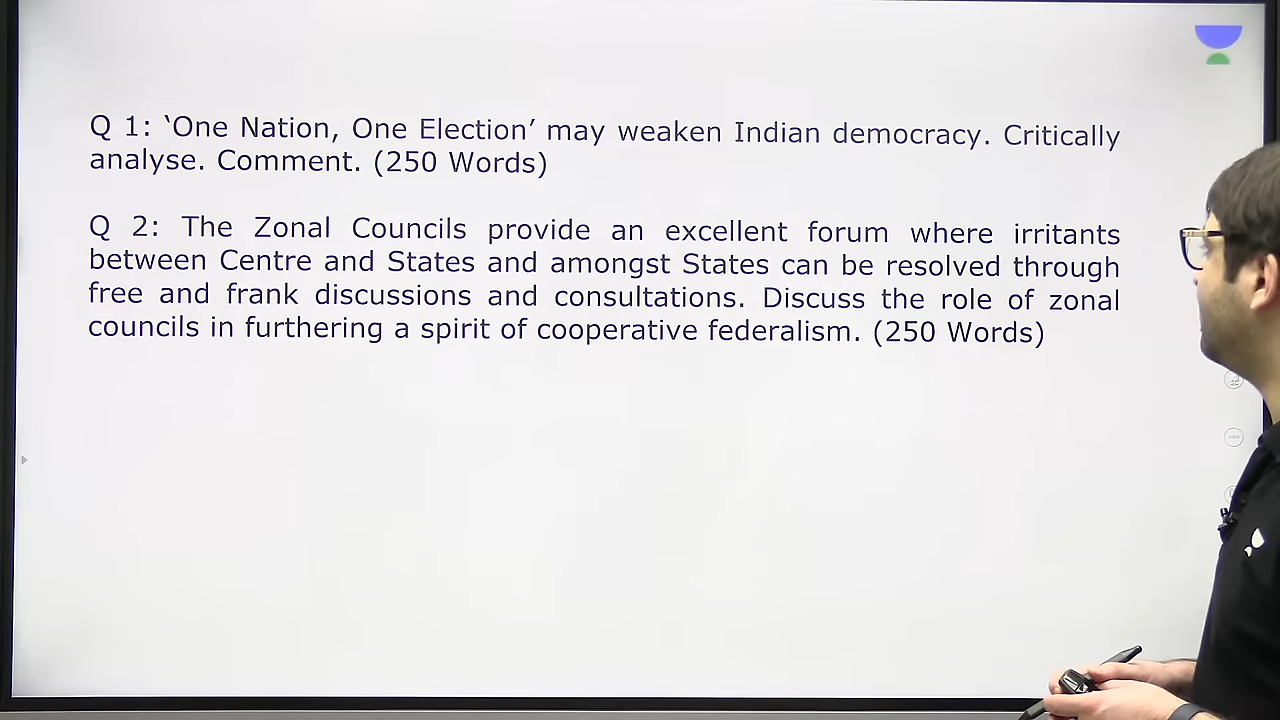 Q 1: ‘One Nation, One Election’ may weaken Indian democracy. Critically
analyse. Comment. (250 Words)
Q 2: The Zonal Councils provide an excellent forum where irritants
between Centre and States and amongst States can be resolved through
free and frank discussions and consultations. Discuss the role of zonal
councils in furthering a spirit of cooperative federalism. (250 Words)